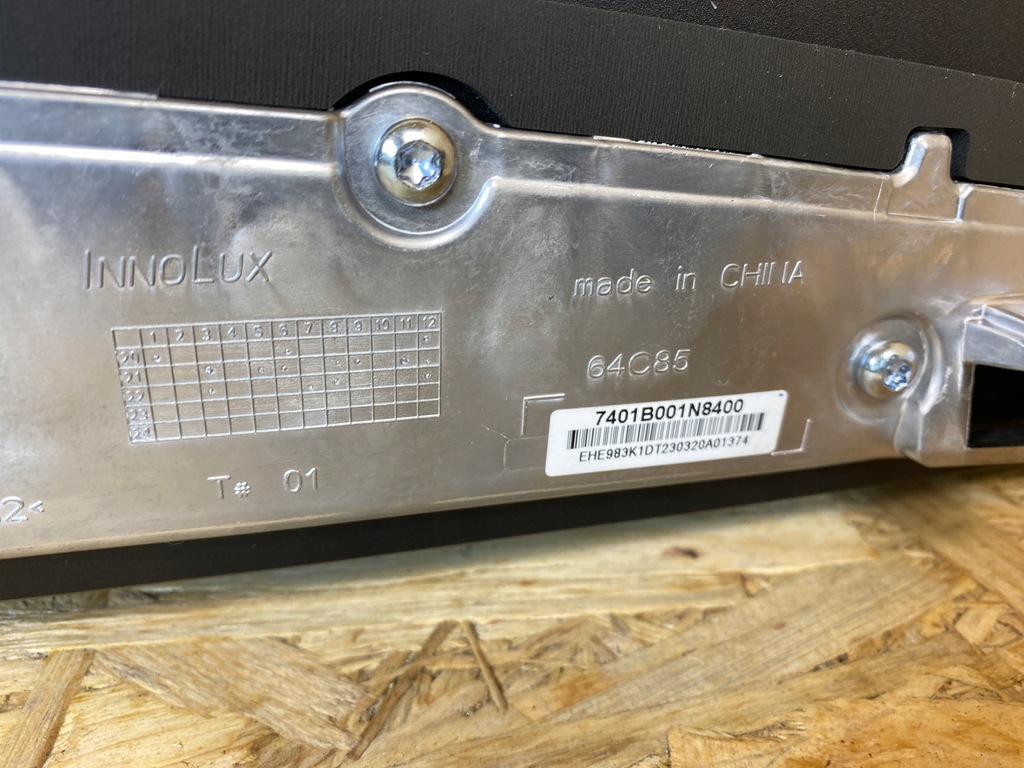 INNOLUX
made in CHINA
1 2 3 4 5 6 7 8 9 10 11 12
20
21
22
23
24
64C85
7401B001N8400
EHE983K1DT230320A01374
T# 01
2<